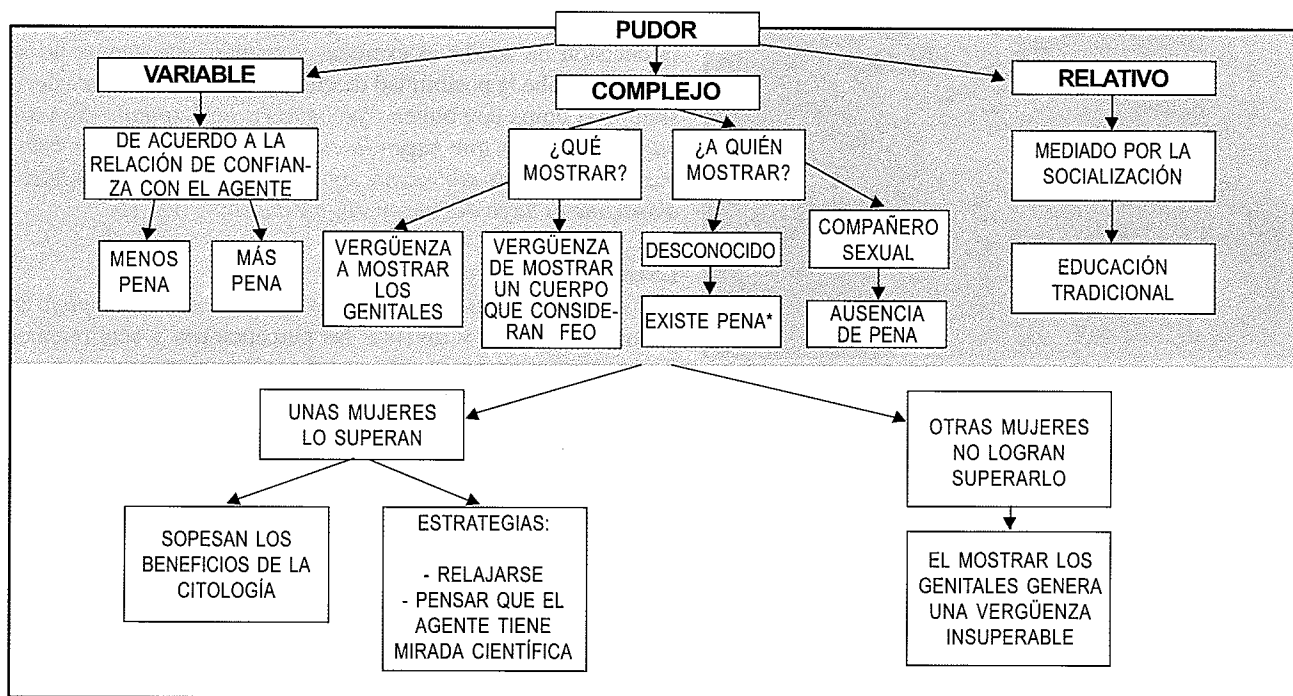 PUDOR
VARIABLE
DE ACUERDO A LA
RELACIÓN DE CONFIAN-
ZA CON EL AGENTE
MENOS
PENA
MÁS
PENA
COMPLEJO
¿QUÉ
MOSTRAR?
VERGÜENZA
A MOSTRAR
LOS
GENITALES
VERGÜENZA
DE MOSTRAR
UN CUERPO
QUE CONSIDE-
RAN FEO
¿A QUIÉN
MOSTRAR?
DESCONOCIDO
EXISTE PENA*
COMPAÑERO
SEXUAL
AUSENCIA
DE PENA
RELATIVO
MEDIADO POR LA
SOCIALIZACIÓN
EDUCACIÓN
TRADICIONAL
UNAS MUJERES
LO SUPERAN
SOPESAN LOS
BENEFICIOS DE LA
CITOLOGÍA
ESTRATEGIAS:
- RELAJARSE
- PENSAR QUE EL
AGENTE TIENE
MIRADA CIENTÍFICA
OTRAS MUJERES
NO LOGRAN
SUPERARLO
EL MOSTRAR LOS
GENITALES GENERA
UNA VERGÜENZA
INSUPERABLE